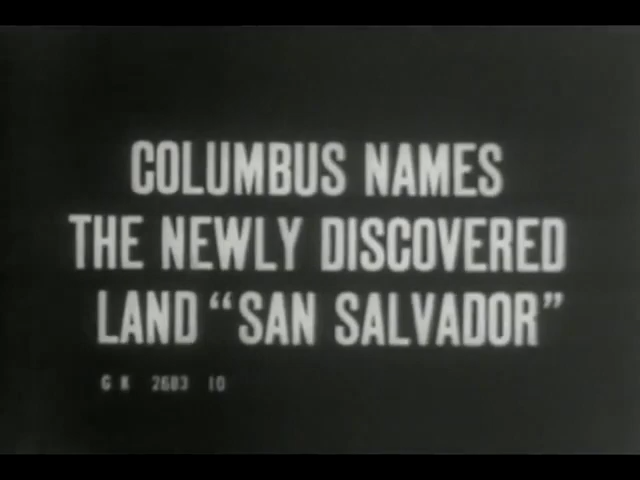 COLUMBUS NAMES
THE NEWLY DISCOVERED
LAND “SAN SALVADOR”
G K 2683 10